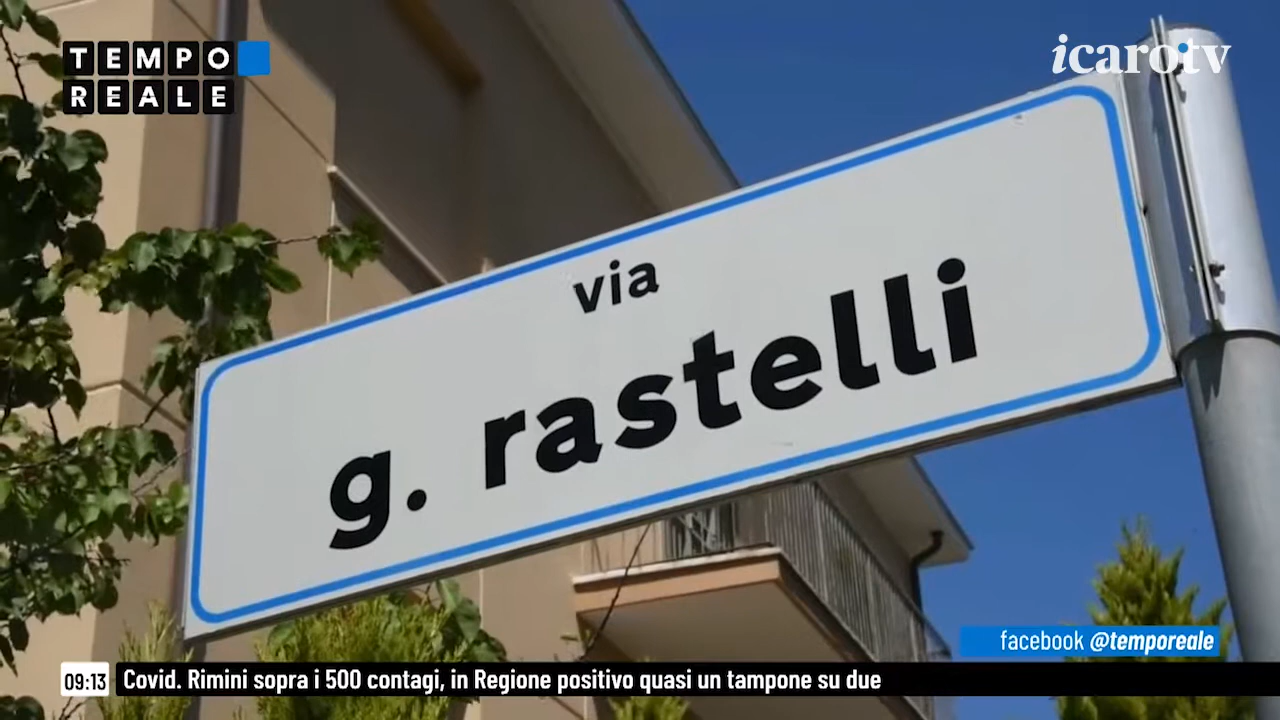 TEMPO
REALE
icarotv
via
g. rastelli
facebook @temporeale
09:13 Covid. Rimini sopra i 500 contagi, in Regione positivo quasi un tampone su due